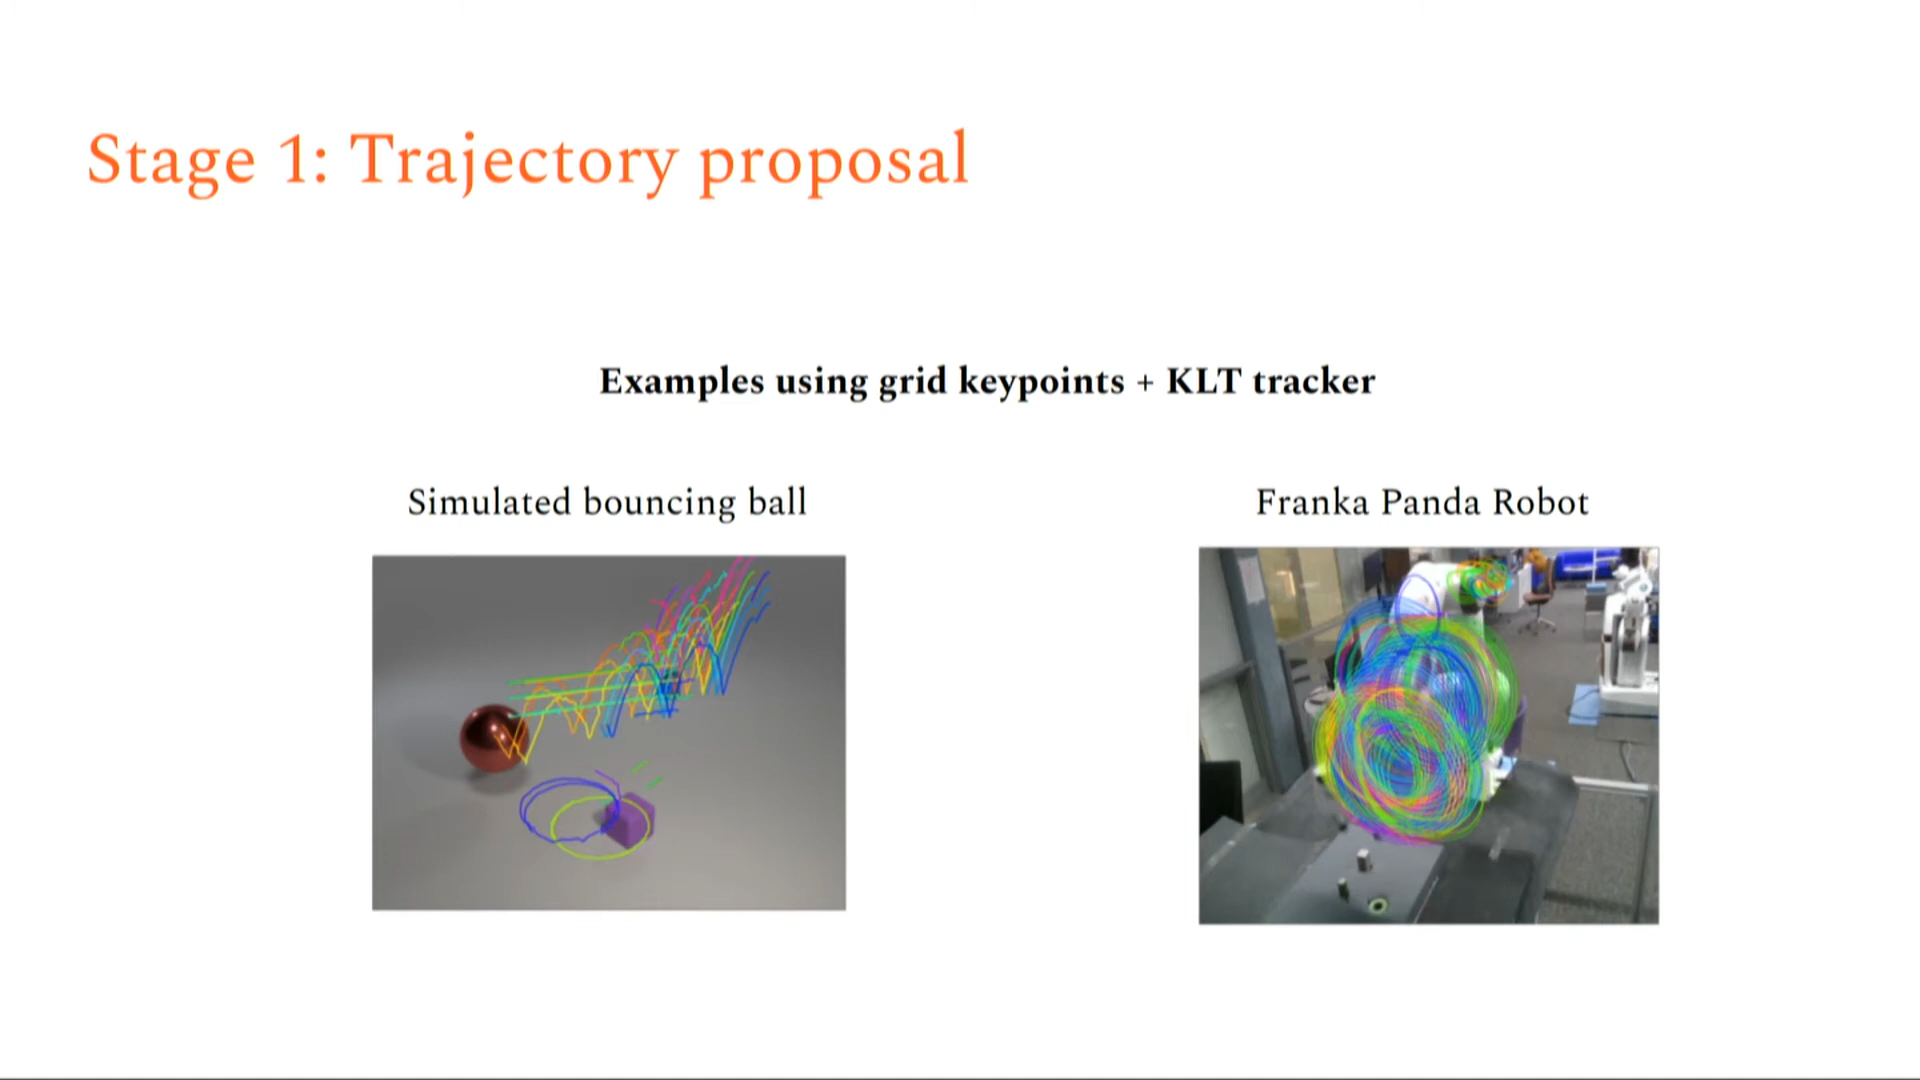 Stage 1: Trajectory proposal
Examples using grid keypoints + KLT tracker
Simulated bouncing ball
Franka Panda Robot